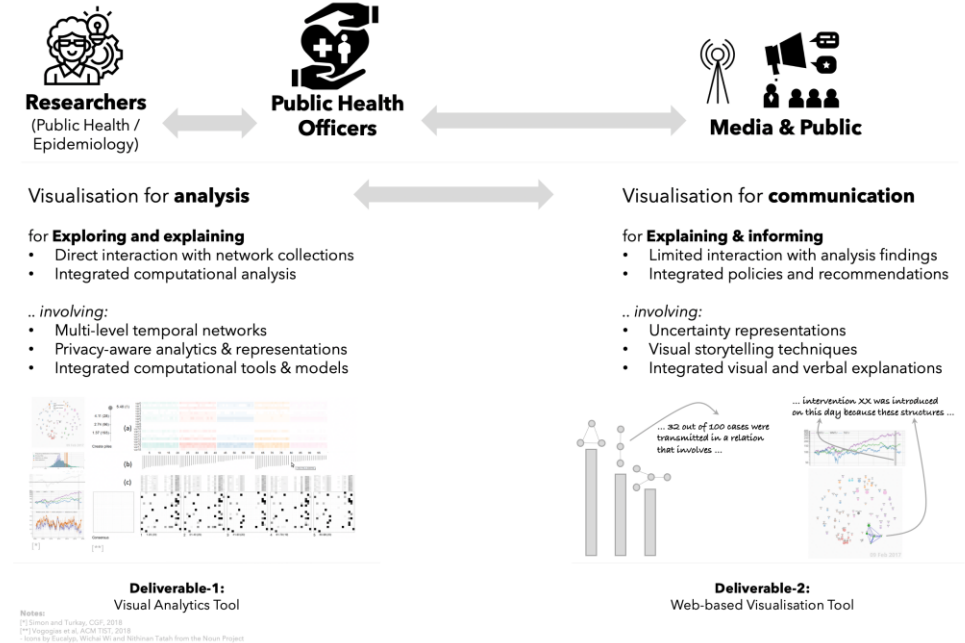 Researchers
(Public Health /
Epidemiology)
Public Health
Officers
Media & Public
Visualisation for analysis
for Exploring and explaining
• Direct interaction with network collections
• Integrated computational analysis
.. involving:
• Multi-level temporal networks
• Privacy-aware analytics & representations
• Integrated computational tools & models
(a)
(b)
(c)
Consensus
[*]
[**]
Deliverable-1:
Visual Analytics Tool
Visualisation for communication
for Explaining & informing
• Limited interaction with analysis findings
• Integrated policies and recommendations
.. involving:
• Uncertainty representations
• Visual storytelling techniques
• Integrated visual and verbal explanations
... 32 out of 100 cases were
transmitted in a relation
that involves ...
... intervention XX was introduced
on this day because these structures ...
03 Feb 2017
Deliverable-2:
Web-based Visualisation Tool
Notes:
[*] Simon and Turkay, CGF, 2018
[**] Vogogias et al, ACM TIST, 2018
- Icons by Eucalyp, Wichai Wi and Nithinan Tatah from the Noun Project